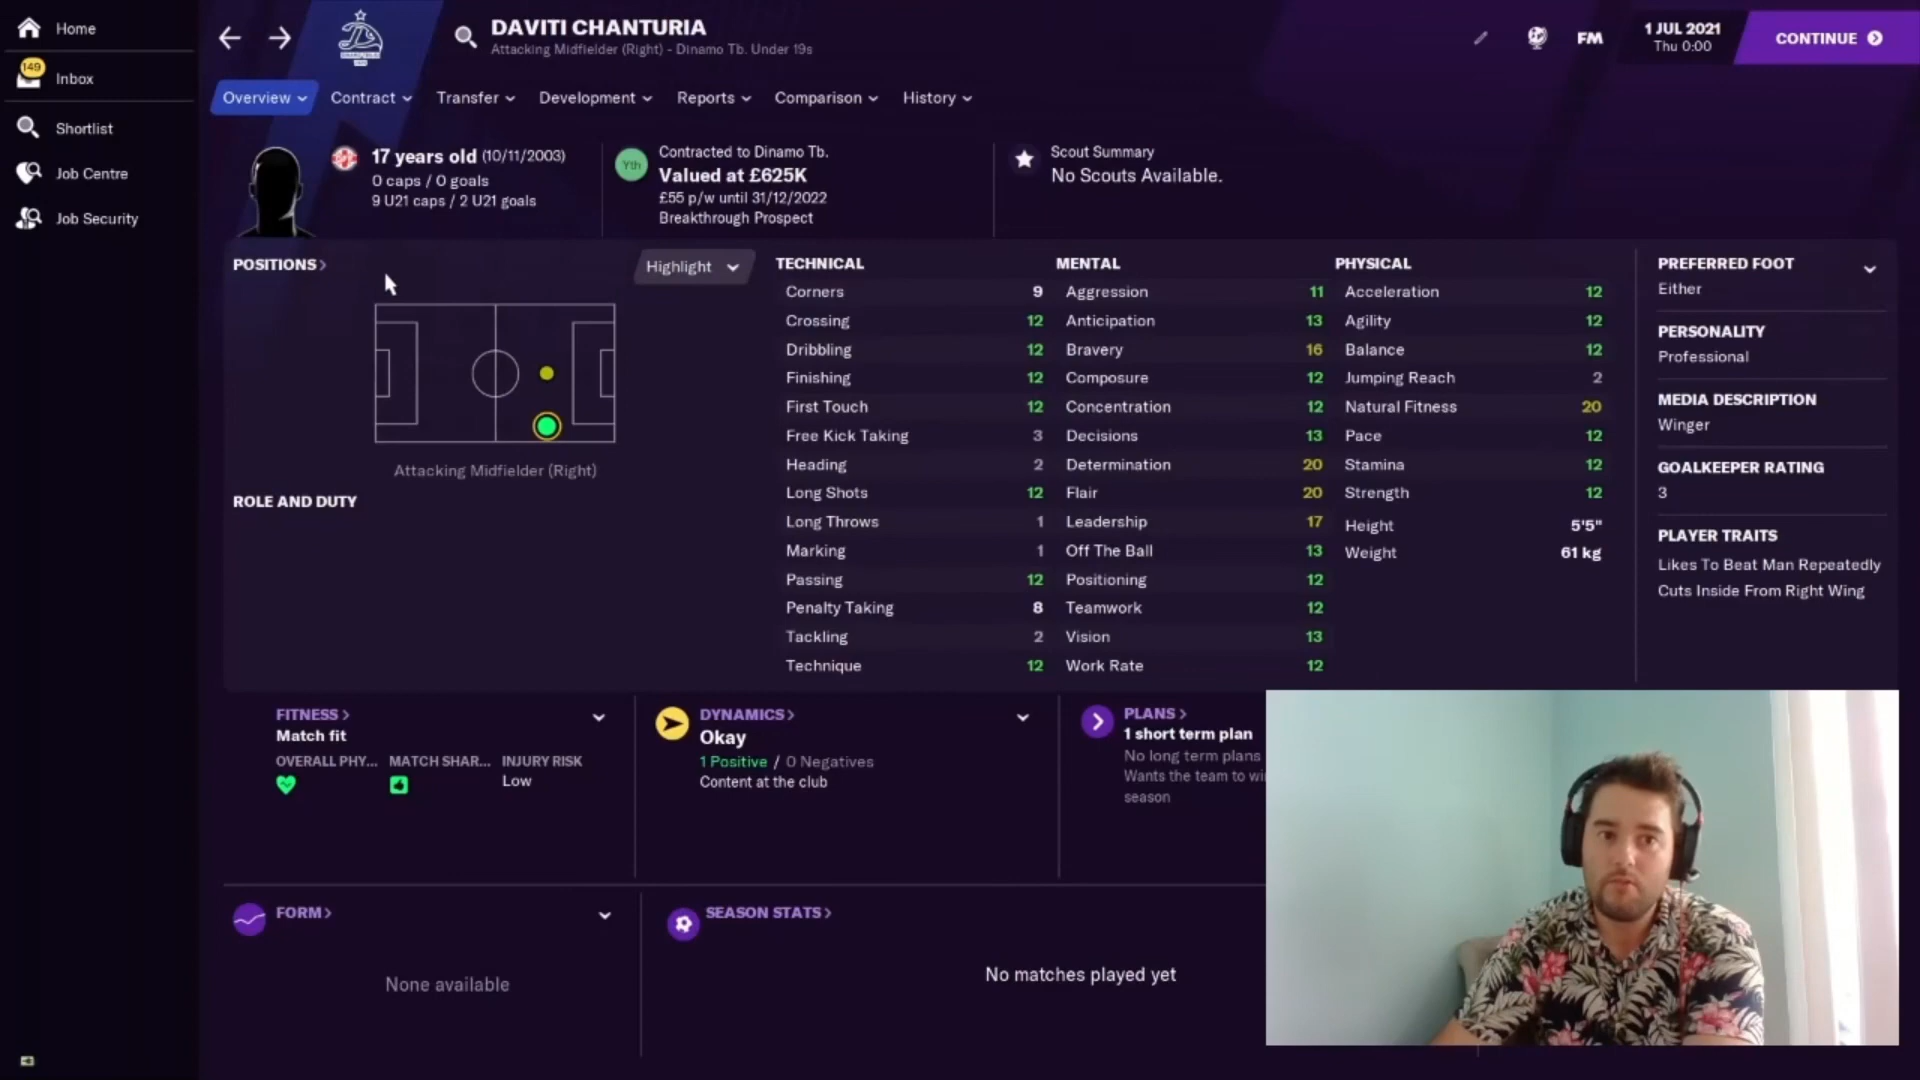 Home
149
Inbox
Shortlist
Job Centre
Job Security
DAVITI CHANTURIA
Attacking Midfielder (Right) - Dinamo Tb. Under 19s
FM
1 JUL 2021
Thu 0:00
CONTINUE
Overview
Contract
Transfer
Development
Reports
Comparison
History
17 years old (10/11/2003)
0 caps / 0 goals
9 U21 caps / 2 U21 goals
Yth
Contracted to Dinamo Tb.
Valued at £625K
£55 p/w until 31/12/2022
Breakthrough Prospect
Scout Summary
No Scouts Available.
POSITIONS >
Highlight
Attacking Midfielder (Right)
ROLE AND DUTY
TECHNICAL
Corners 9
Crossing 12
Dribbling 12
Finishing 12
First Touch 12
Free Kick Taking 3
Heading 2
Long Shots 12
Long Throws 1
Marking 1
Passing 12
Penalty Taking 8
Tackling 2
Technique 12
MENTAL
Aggression 11
Anticipation 13
Bravery 16
Composure 12
Concentration 12
Decisions 13
Determination 20
Flair 20
Leadership 17
Off The Ball 13
Positioning 12
Teamwork 12
Vision 13
Work Rate 12
PHYSICAL
Acceleration 12
Agility 12
Balance 12
Jumping Reach 2
Natural Fitness 20
Pace 12
Stamina 12
Strength 12
Height 5'5"
Weight 61 kg
PREFERRED FOOT
Either
PERSONALITY
Professional
MEDIA DESCRIPTION
Winger
GOALKEEPER RATING
3
PLAYER TRAITS
Likes To Beat Man Repeatedly
Cuts Inside From Right Wing
FITNESS >
Match fit
OVERALL PHY... MATCH SHAR... INJURY RISK
Low
DYNAMICS >
Okay
1 Positive / 0 Negatives
Content at the club
PLANS >
1 short term plan
No long term plans
Wants the team to wi
season
FORM >
None available
SEASON STATS >
No matches played yet